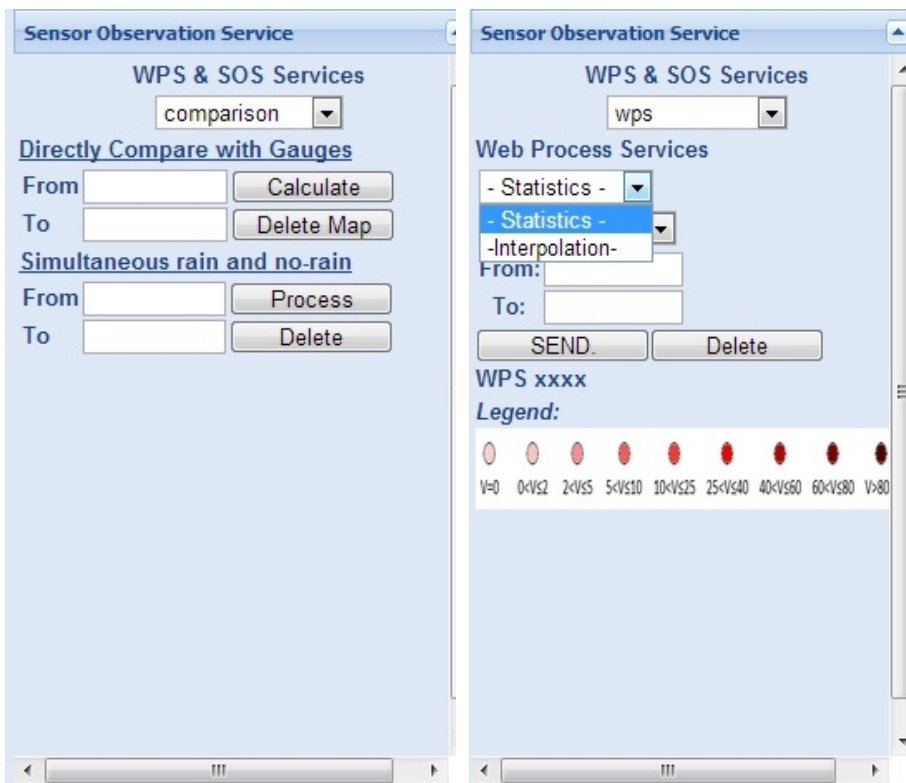 Sensor Observation Service
WPS & SOS Services
comparison
Directly Compare with Gauges
From Calculate
To Delete Map
Simultaneous rain and no-rain
From Process
To Delete
Sensor Observation Service
WPS & SOS Services
wps
Web Process Services
- Statistics -
- Statistics -
-Interpolation-
From:
To:
SEND. Delete
WPS xxxx
Legend:
V=0 0<V≤2 2<V≤5 5<V≤10 10<V≤25 25<V≤40 40<V≤60 60<V≤80 V>80